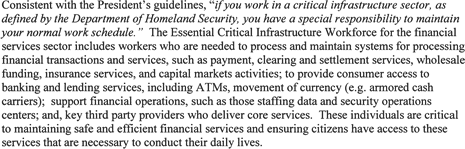 Consistent with the President's guidelines, "if you work in a critical infrastructure sector, as
defined by the Department of Homeland Security, you have a special responsibility to maintain
your normal work schedule." The Essential Critical Infrastructure Workforce for the financial
services sector includes workers who are needed to process and maintain systems for processing
financial transactions and services, such as payment, clearing and settlement services, wholesale
funding, insurance services, and capital markets activities; to provide consumer access to
banking and lending services, including ATMs, movement of currency (e.g. armored cash
carriers); support financial operations, such as those staffing data and security operations
centers; and, key third party providers who deliver core services. These individuals are critical
to maintaining safe and efficient financial services and ensuring citizens have access to these
services that are necessary to conduct their daily lives.